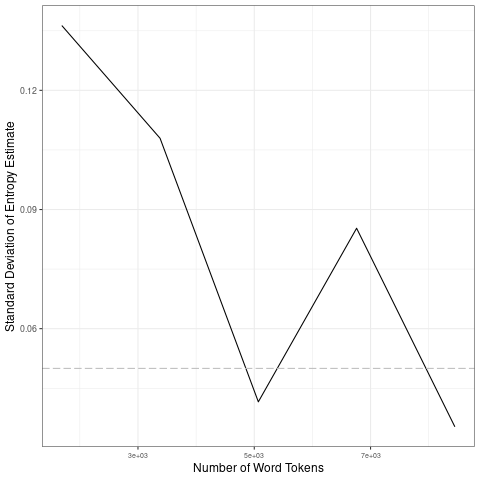 Standard Deviation of Entropy Estimate
0.12
0.09
0.06
3e+03 5e+03 7e+03
Number of Word Tokens